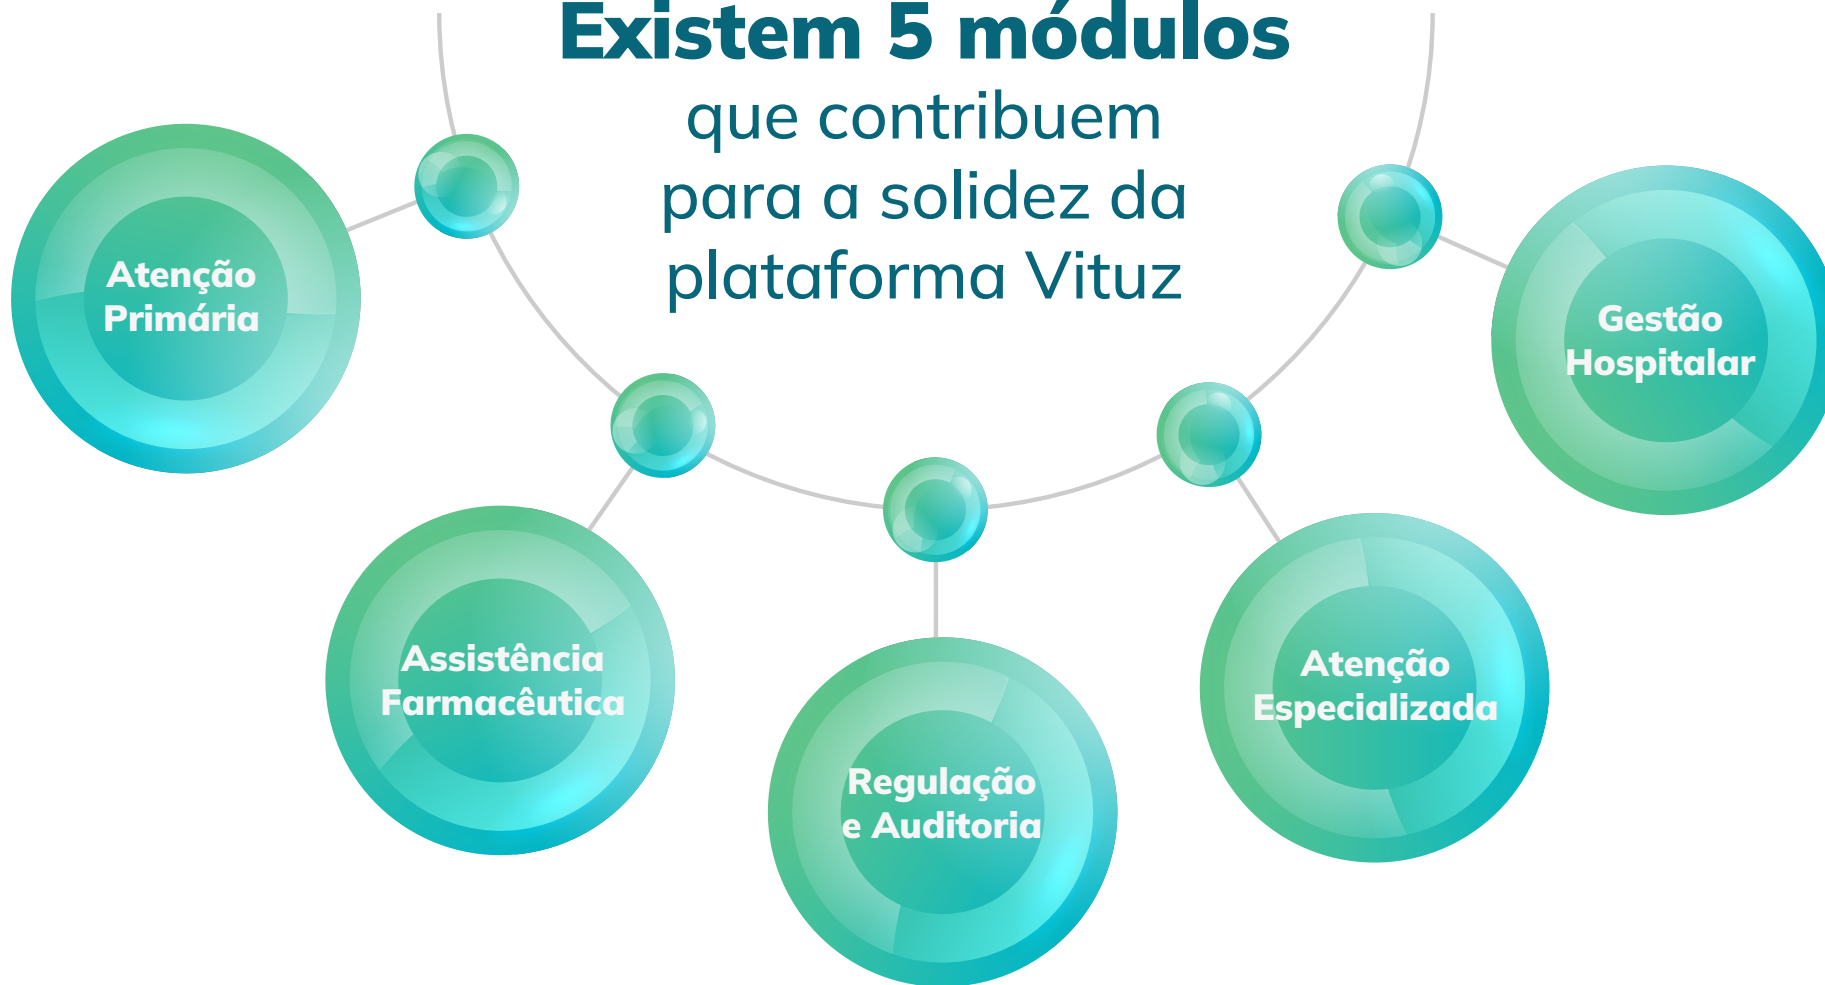 Existem 5 módulos
que contribuem
para a solidez da
plataforma Vituz
Atenção
Primária
Assistência
Farmacêutica
Regulação
e Auditoria
Atenção
Especializada
Gestão
Hospitalar